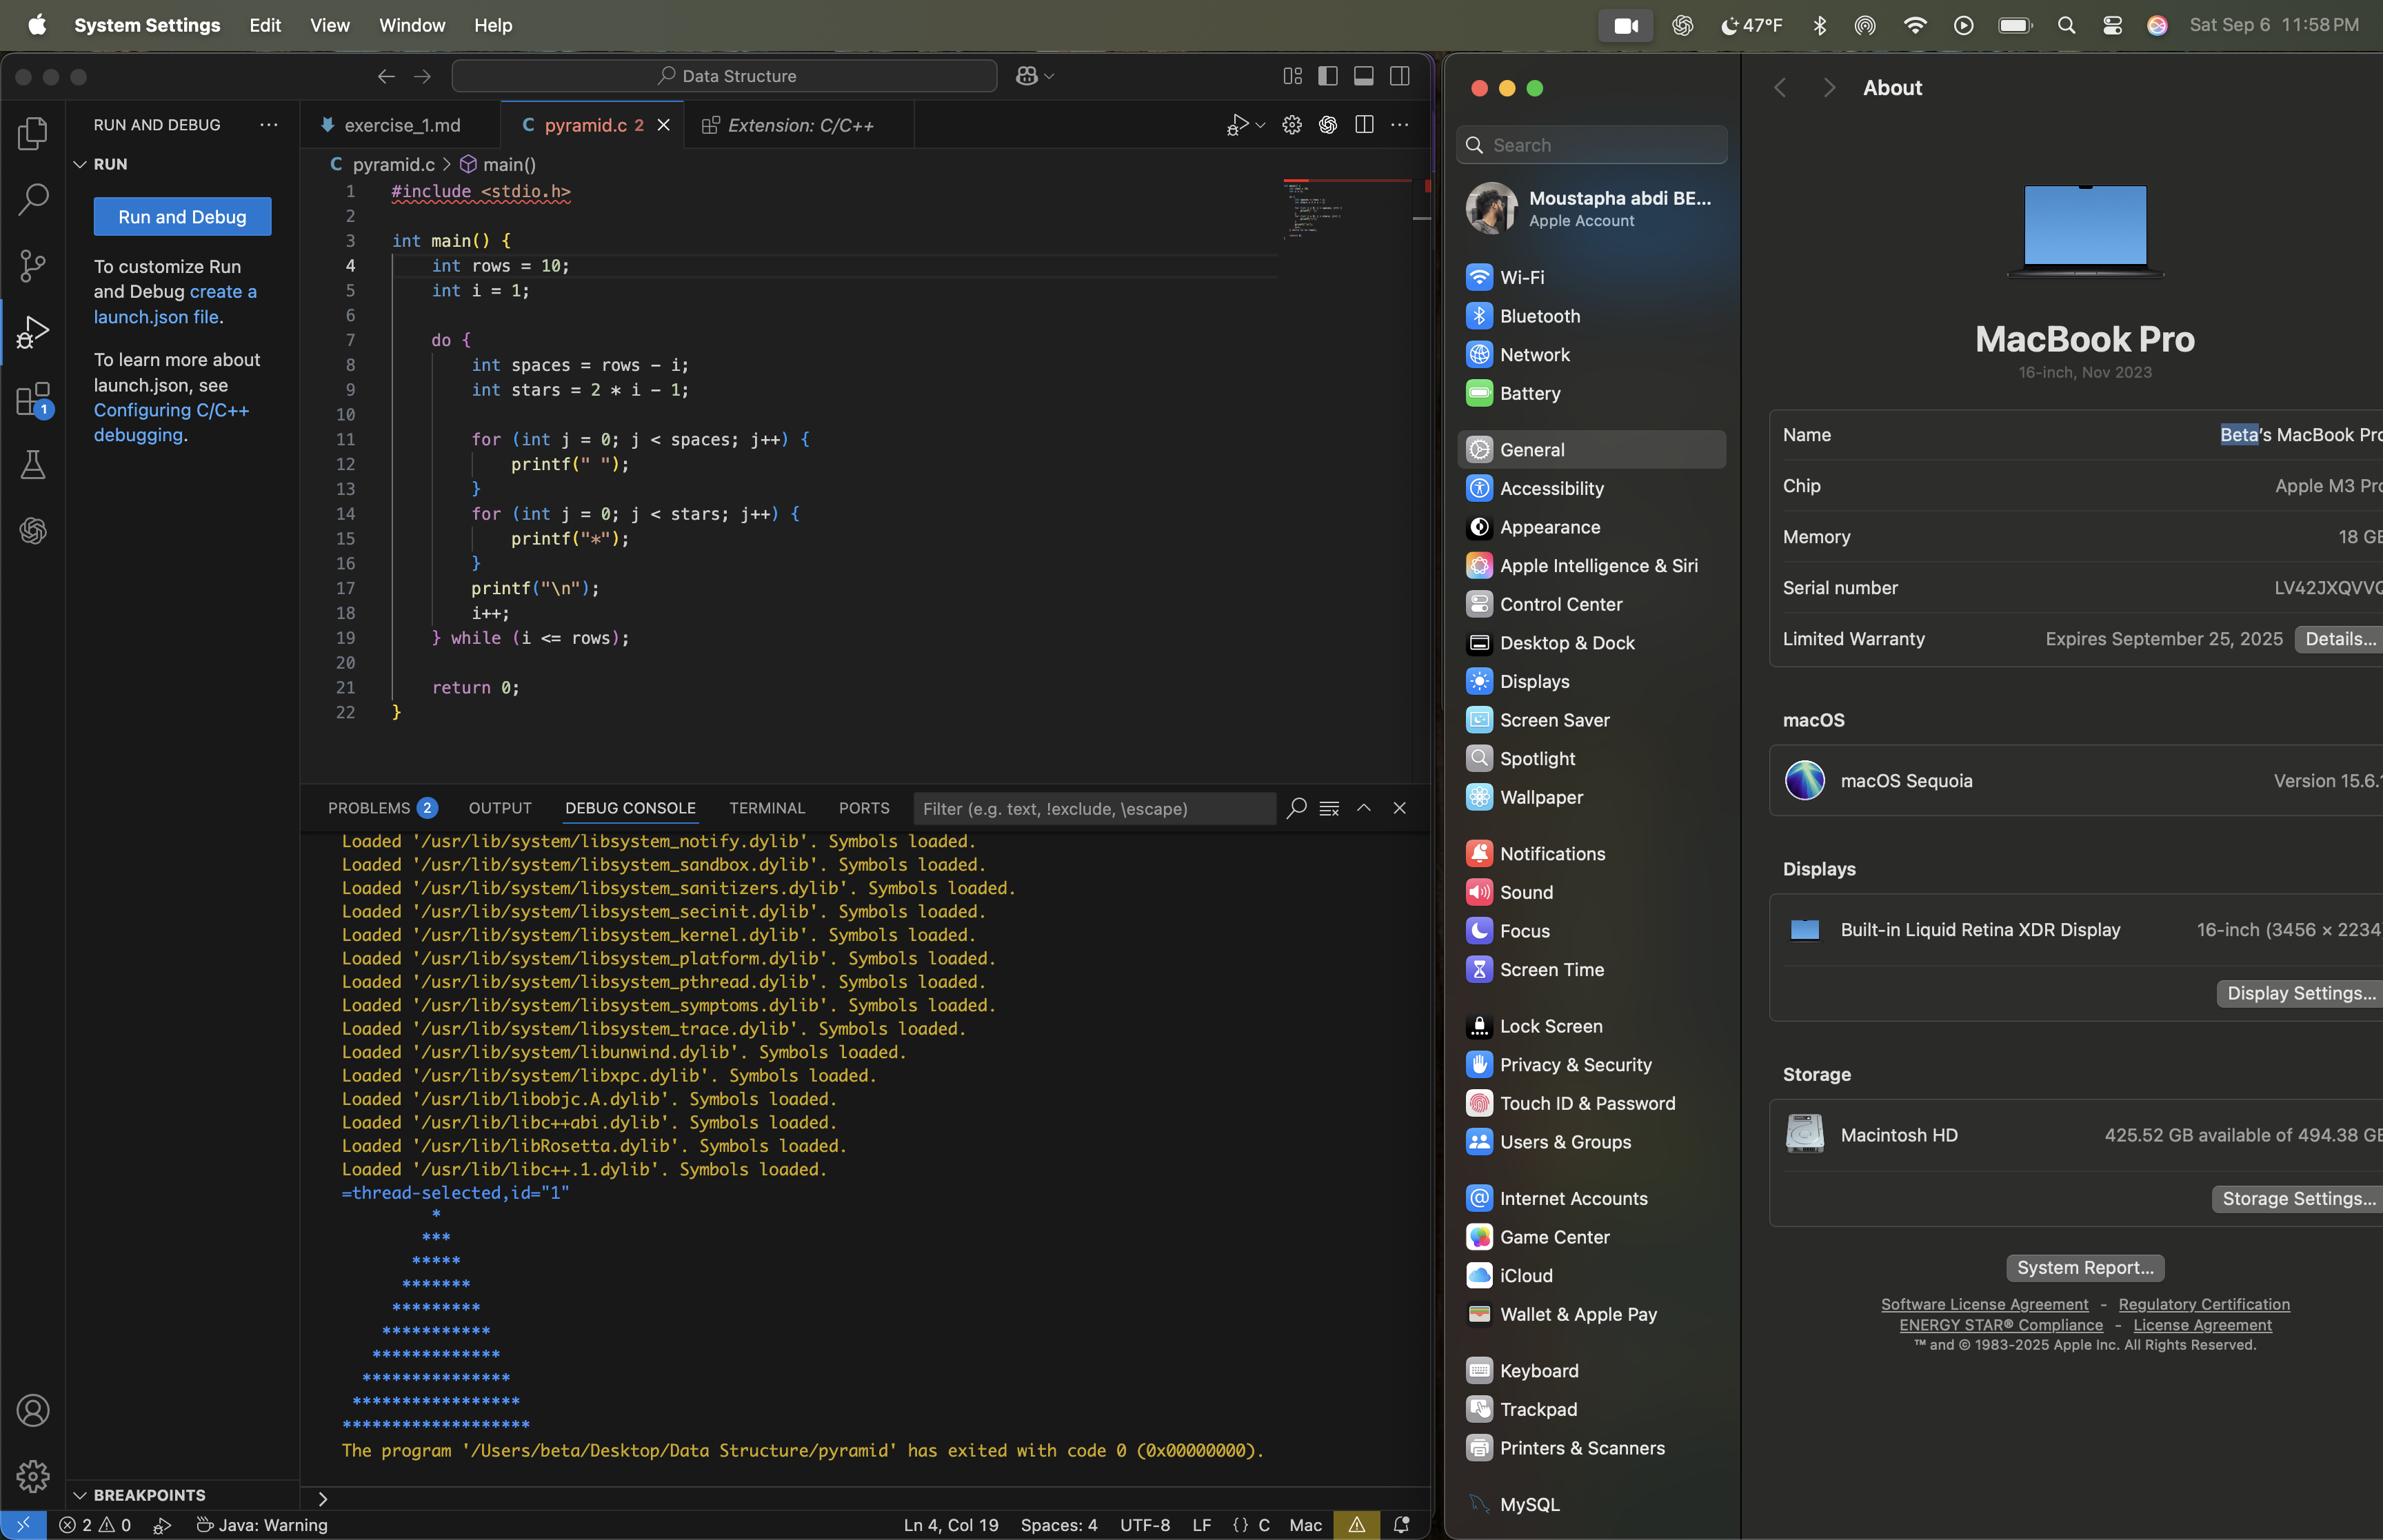 System Settings Edit View Window Help 47°F Sat Sep 6 11:58 PM
Data Structure
RUN AND DEBUG ···
RUN
Run and Debug
To customize Run
and Debug create a
launch.json file.
To learn more about
launch.json, see
Configuring C/C++
debugging.
1
exercise_1.md C pyramid.c 2 Extension: C/C++
C pyramid.c > main()
1 #include <stdio.h>
2
3 int main() {
4 int rows = 10;
5 int i = 1;
6
7 do {
8 int spaces = rows - i;
9 int stars = 2 * i - 1;
10
11 for (int j = 0; j < spaces; j++) {
12 printf(" ");
13 }
14 for (int j = 0; j < stars; j++) {
15 printf("*");
16 }
17 printf("\n");
18 i++;
19 } while (i <= rows);
20
21 return 0;
22 }
PROBLEMS 2 OUTPUT DEBUG CONSOLE TERMINAL PORTS Filter (e.g. text, !exclude, \escape)
Loaded '/usr/lib/system/libsystem_notify.dylib'. Symbols loaded.
Loaded '/usr/lib/system/libsystem_sandbox.dylib'. Symbols loaded.
Loaded '/usr/lib/system/libsystem_sanitizers.dylib'. Symbols loaded.
Loaded '/usr/lib/system/libsystem_secinit.dylib'. Symbols loaded.
Loaded '/usr/lib/system/libsystem_kernel.dylib'. Symbols loaded.
Loaded '/usr/lib/system/libsystem_platform.dylib'. Symbols loaded.
Loaded '/usr/lib/system/libsystem_pthread.dylib'. Symbols loaded.
Loaded '/usr/lib/system/libsystem_symptoms.dylib'. Symbols loaded.
Loaded '/usr/lib/system/libsystem_trace.dylib'. Symbols loaded.
Loaded '/usr/lib/system/libunwind.dylib'. Symbols loaded.
Loaded '/usr/lib/system/libxpc.dylib'. Symbols loaded.
Loaded '/usr/lib/libobjc.A.dylib'. Symbols loaded.
Loaded '/usr/lib/libc++abi.dylib'. Symbols loaded.
Loaded '/usr/lib/libRosetta.dylib'. Symbols loaded.
Loaded '/usr/lib/libc++.1.dylib'. Symbols loaded.
=thread-selected,id="1"
*
***
*****
*******
*********
***********
*************
***************
*****************
*******************
The program '/Users/beta/Desktop/Data Structure/pyramid' has exited with code 0 (0x00000000).
BREAKPOINTS
2 0 Java: Warning Ln 4, Col 19 Spaces: 4 UTF-8 LF {} C Mac
Search
Moustapha abdi BE...
Apple Account
Wi-Fi
Bluetooth
Network
Battery
General
Accessibility
Appearance
Apple Intelligence & Siri
Control Center
Desktop & Dock
Displays
Screen Saver
Spotlight
Wallpaper
Notifications
Sound
Focus
Screen Time
Lock Screen
Privacy & Security
Touch ID & Password
Users & Groups
Internet Accounts
Game Center
iCloud
Wallet & Apple Pay
Keyboard
Trackpad
Printers & Scanners
MySQL
About
MacBook Pro
16-inch, Nov 2023
Name Beta's MacBook Pro
Chip Apple M3 Pro
Memory 18 GB
Serial number LV42JXQVVQ
Limited Warranty Expires September 25, 2025 Details...
macOS
macOS Sequoia Version 15.6.1
Displays
Built-in Liquid Retina XDR Display 16-inch (3456 × 2234
Display Settings...
Storage
Macintosh HD 425.52 GB available of 494.38 GB
Storage Settings...
System Report...
Software License Agreement - Regulatory Certification
ENERGY STAR® Compliance - License Agreement
™ and © 1983-2025 Apple Inc. All Rights Reserved.